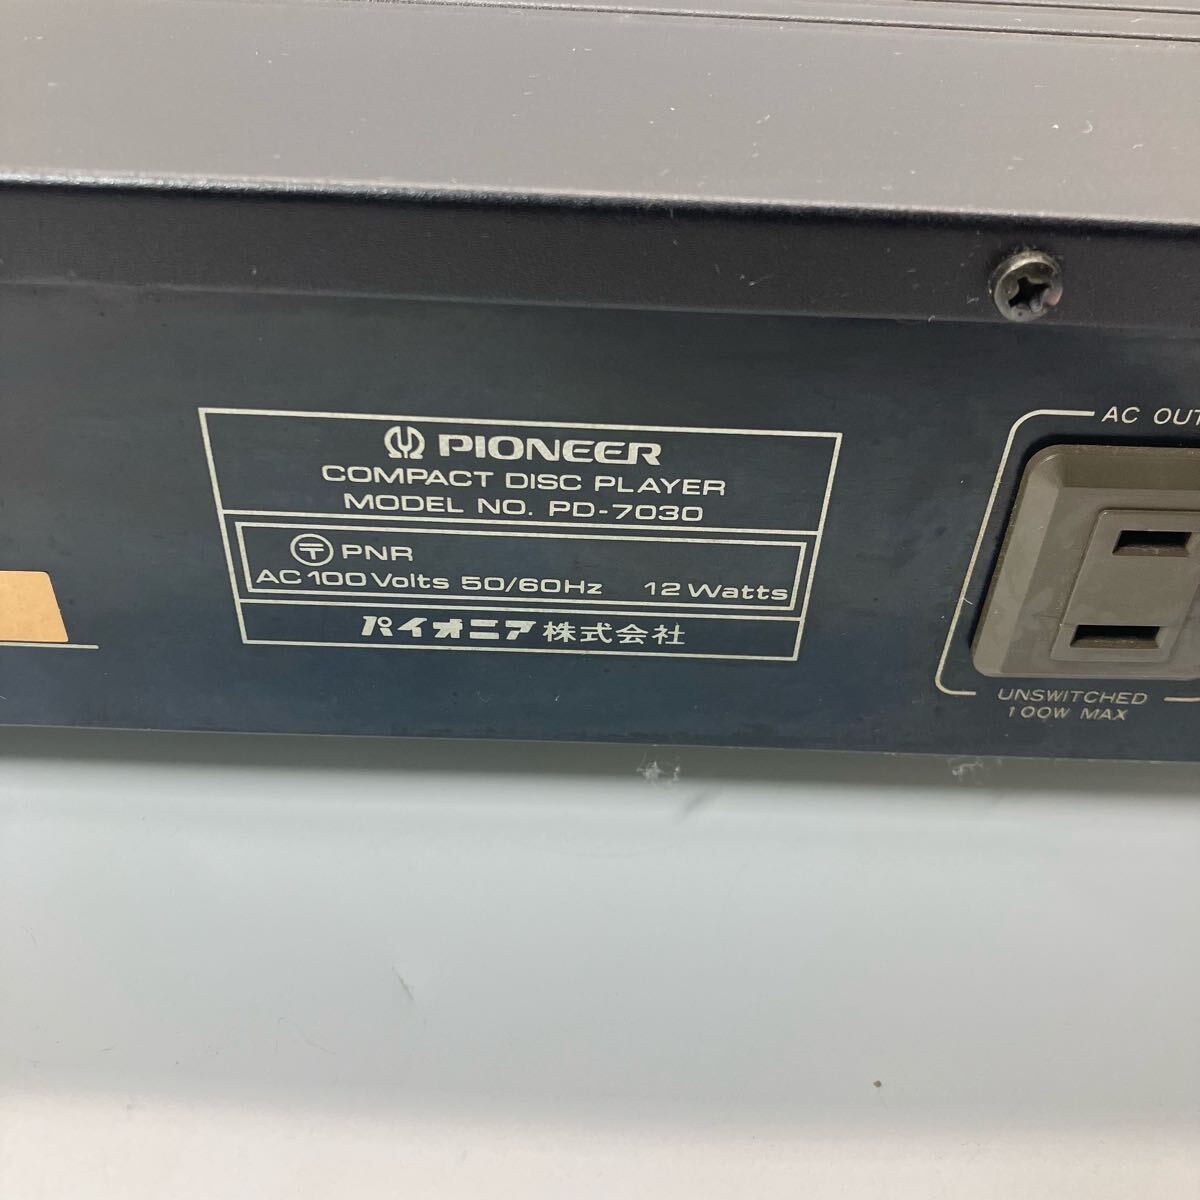 PIONEER
COMPACT DISC PLAYER
MODEL NO. PD-7030
〒 PNR
AC 100 Volts 50/60Hz 12 Watts
パイオニア株式会社
AC OUT
UNSWITCHED
100W MAX